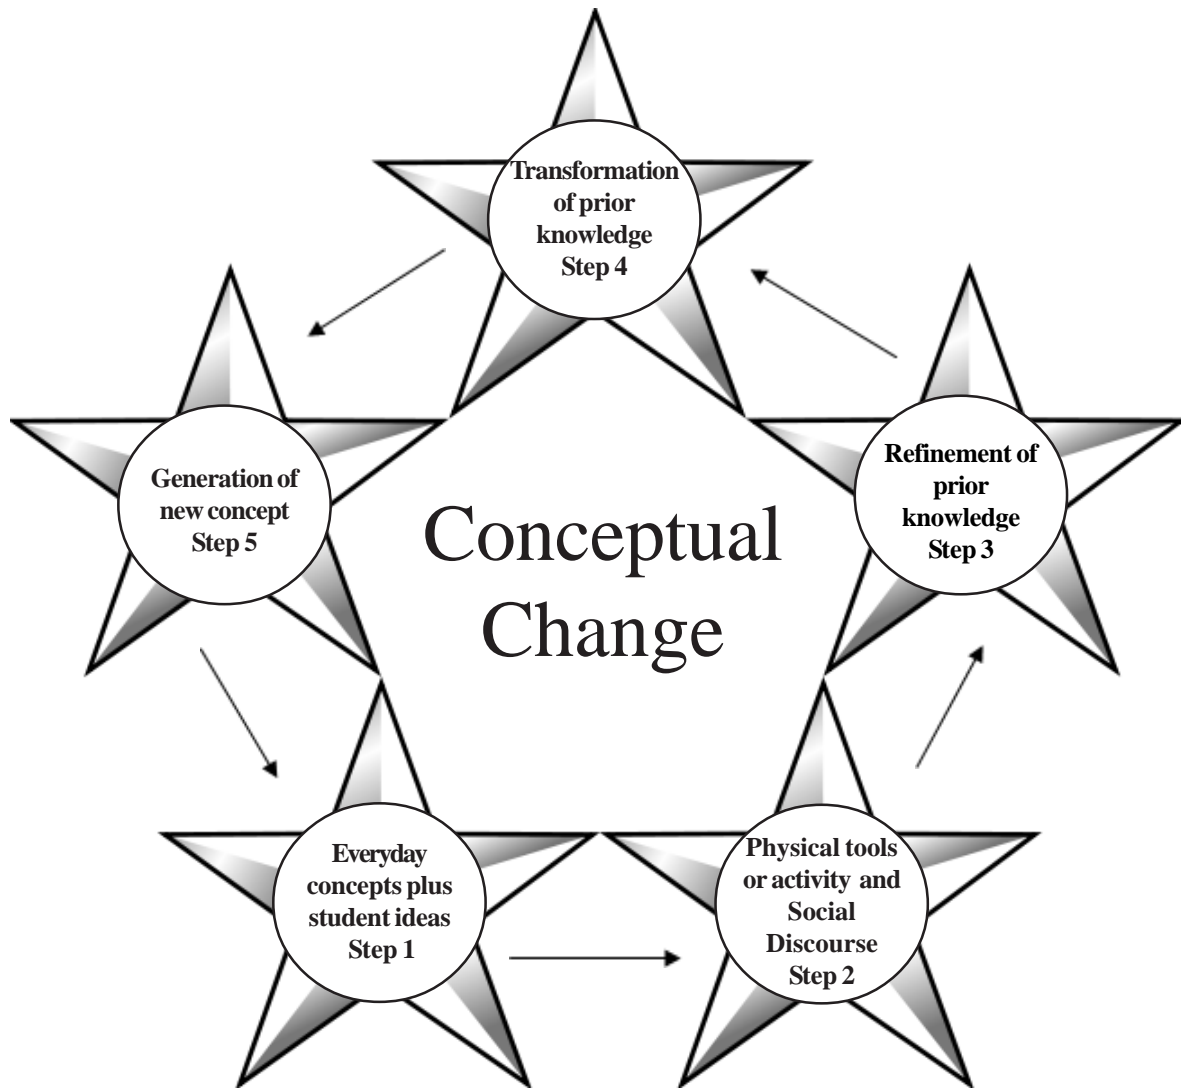 Transformation
of prior
knowledge
Step 4
Generation of
new concept
Step 5
Conceptual
Change
Refinement of
prior
knowledge
Step 3
Everyday
concepts plus
student ideas
Step 1
Physical tools
or activity and
Social
Discourse
Step 2